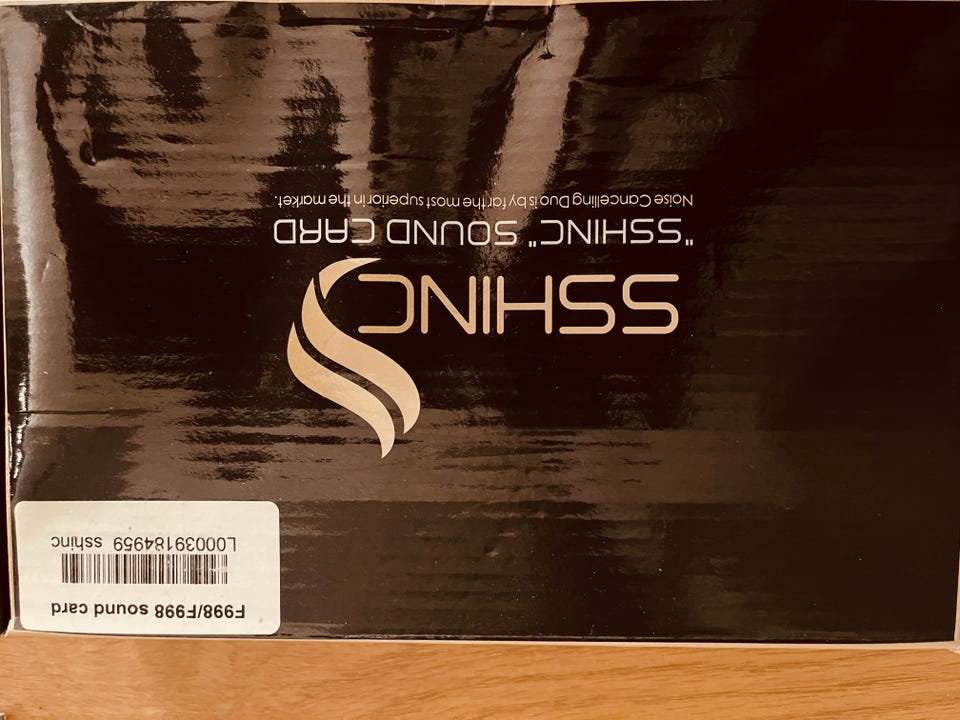 F998/F998 sound card
L00039184959 sshinc
SSHINC
"SSHINC" SOUND CARD
Noise Cancelling Duo is by far the most superior in the market.